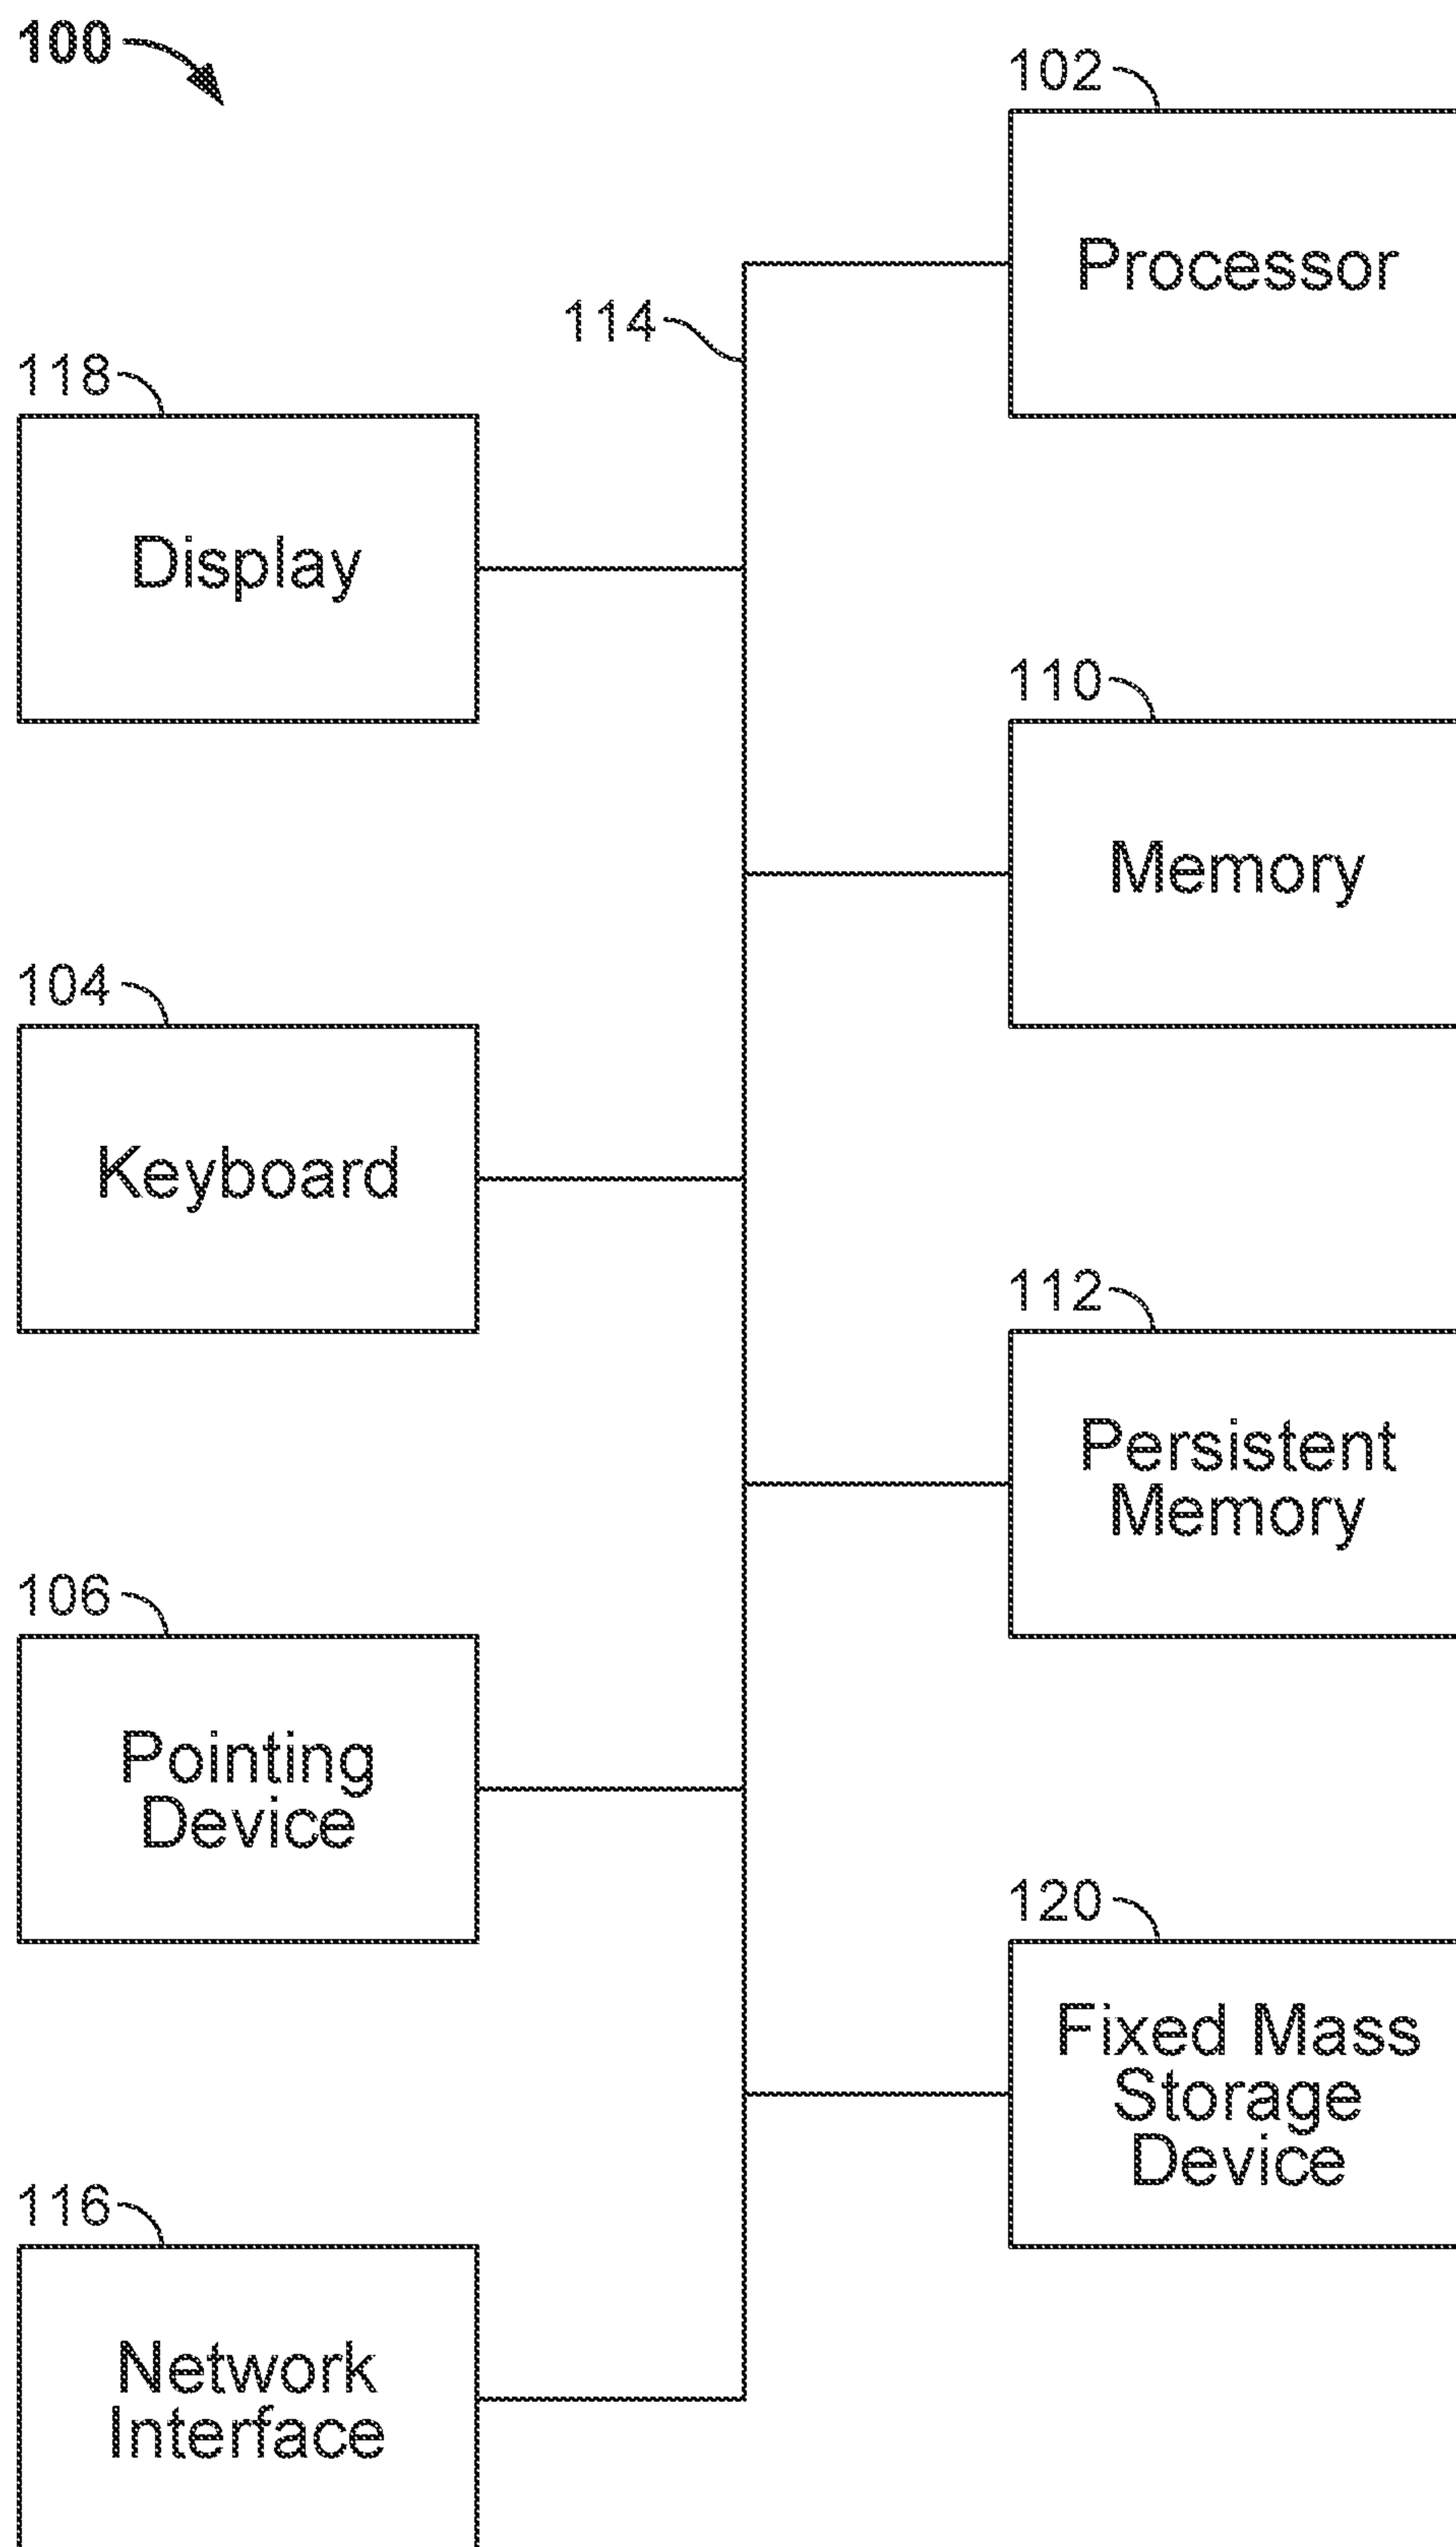 100
102
Processor
114
118
Display
110
Memory
104
Keyboard
112
Persistent
Memory
106
Pointing
Device
120
Fixed Mass
Storage
Device
116
Network
Interface